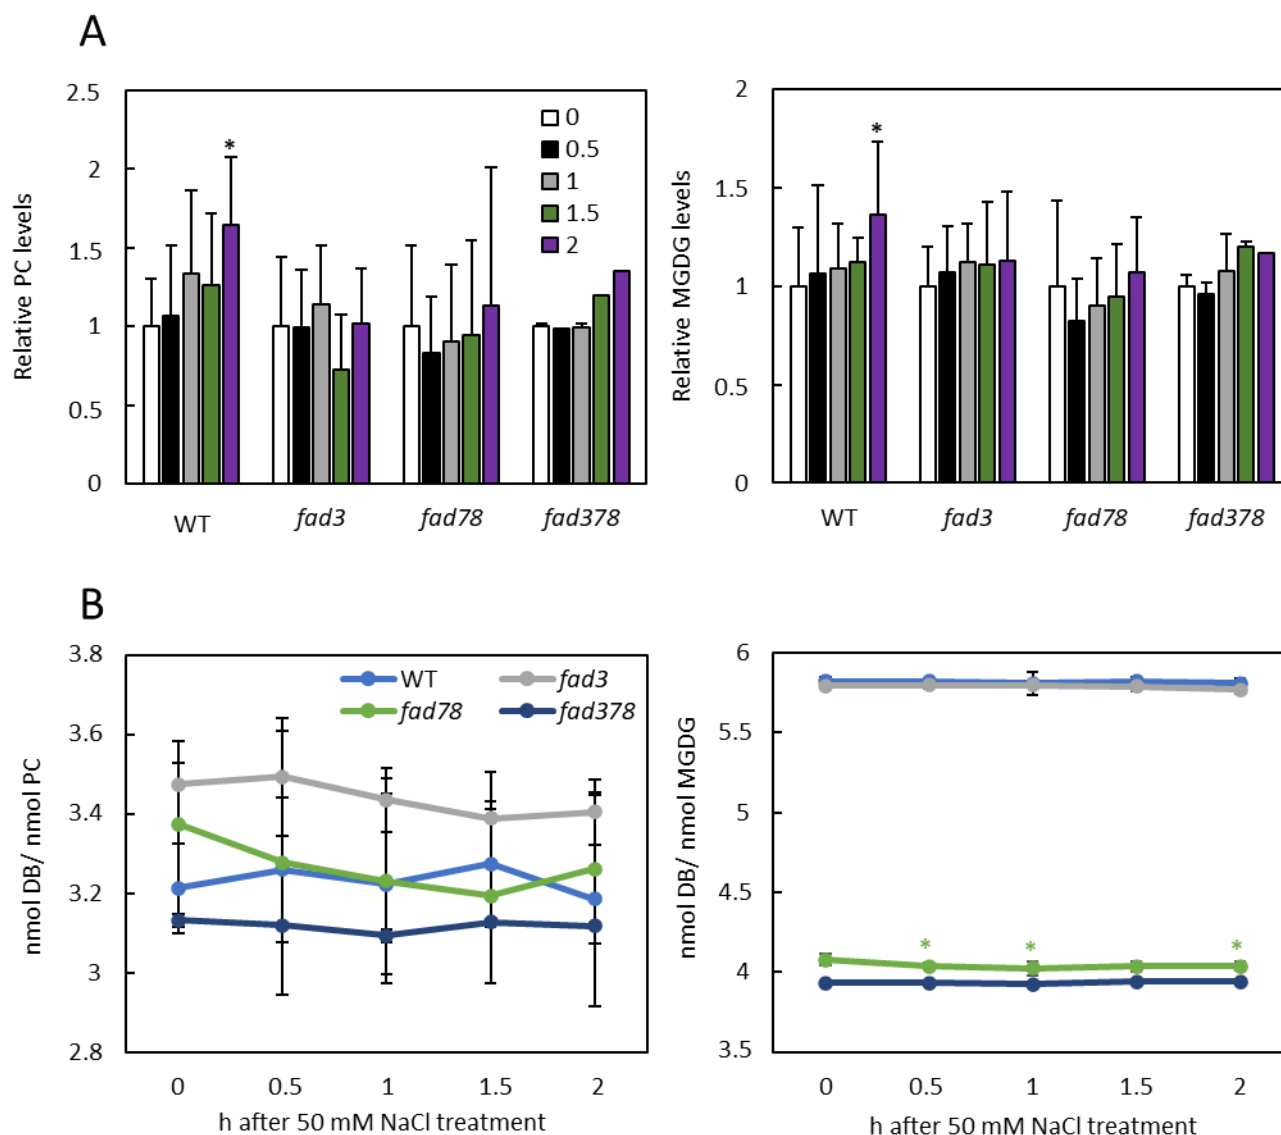 A
Relative PC levels
2.5
2
1.5
1
0.5
0
*
0
0.5
1
1.5
2
WT
fad3
fad78
fad378
Relative MGDG levels
2
1.5
1
0.5
0
*
WT
fad3
fad78
fad378
B
nmol DB/ nmol PC
3.8
3.6
3.4
3.2
3
2.8
WT
fad3
fad78
fad378
0
0.5
1
1.5
2
h after 50 mM NaCl treatment
nmol DB/ nmol MGDG
6
5.5
5
4.5
4
3.5
*
*
*
0
0.5
1
1.5
2
h after 50 mM NaCl treatment